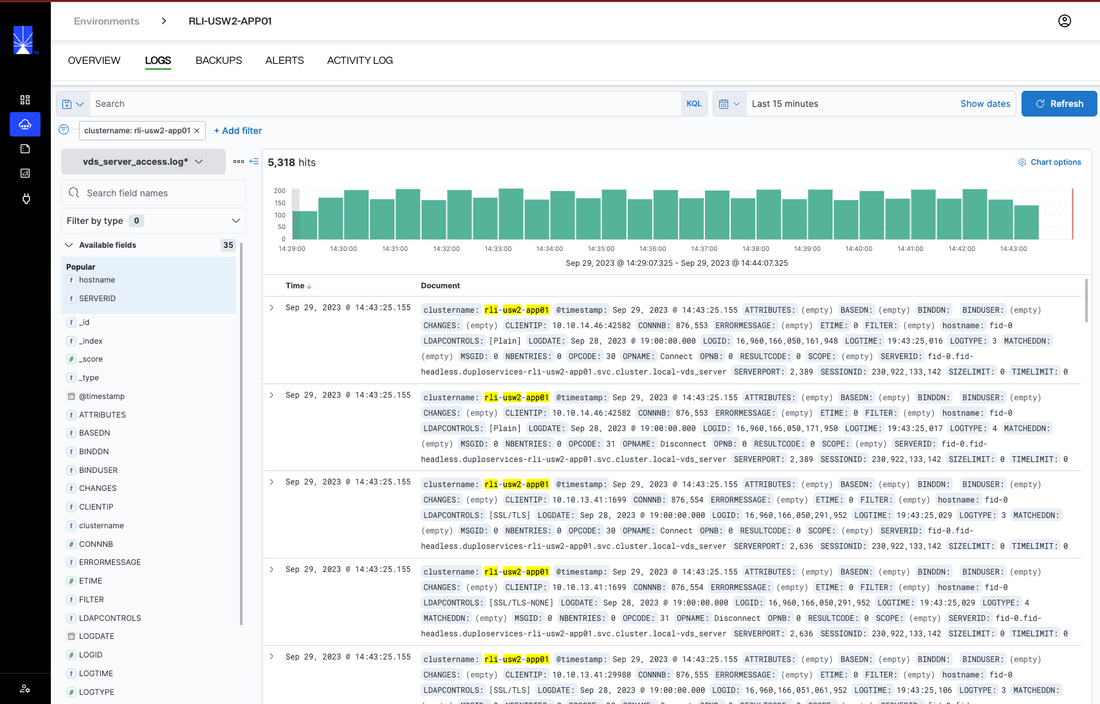 Environments > RLI-USW2-APP01
OVERVIEW LOGS BACKUPS ALERTS ACTIVITY LOG
Search KQL Last 15 minutes Show dates Refresh
clustername: rli-usw2-app01 × + Add filter
vds_server_access.log*
5,318 hits Chart options
Search field names
Filter by type 0
Available fields 35
Popular
t hostname
t SERVERID
t _id
t _index
# _score
t _type
@timestamp
t ATTRIBUTES
t BASEDN
t BINDDN
t BINDUSER
t CHANGES
t CLIENTIP
t clustername
# CONNNB
t ERRORMESSAGE
# ETIME
t FILTER
t LDAPCONTROLS
LOGDATE
# LOGID
t LOGTIME
# LOGTYPE
200
150
100
50
0
14:29:00 14:30:00 14:31:00 14:32:00 14:33:00 14:34:00 14:35:00 14:36:00 14:37:00 14:38:00 14:39:00 14:40:00 14:41:00 14:42:00 14:43:00
Sep 29, 2023 @ 14:29:07.325 - Sep 29, 2023 @ 14:44:07.325
Time ↓ Document
Sep 29, 2023 @ 14:43:25.155 clustername: rli-usw2-app01 @timestamp: Sep 29, 2023 @ 14:43:25.155 ATTRIBUTES: (empty) BASEDN: (empty) BINDDN: BINDUSER: (empty)
CHANGES: (empty) CLIENTIP: 10.10.14.46:42582 CONNNB: 876,553 ERRORMESSAGE: (empty) ETIME: 0 FILTER: (empty) hostname: fid-0
LDAPCONTROLS: [Plain] LOGDATE: Sep 28, 2023 @ 19:00:00.000 LOGID: 16,960,166,050,161,948 LOGTIME: 19:43:25,016 LOGTYPE: 3 MATCHEDDN:
(empty) MSGID: 0 NBENTRIES: 0 OPCODE: 30 OPNAME: Connect OPNB: 0 RESULTCODE: 0 SCOPE: (empty) SERVERID: fid-0.fid-
headless.duploservices-rli-usw2-app01.svc.cluster.local-vds_server SERVERPORT: 2,389 SESSIONID: 230,922,133,142 SIZELIMIT: 0 TIMELIMIT: 0
Sep 29, 2023 @ 14:43:25.155 clustername: rli-usw2-app01 @timestamp: Sep 29, 2023 @ 14:43:25.155 ATTRIBUTES: (empty) BASEDN: (empty) BINDDN: BINDUSER: (empty)
CHANGES: (empty) CLIENTIP: 10.10.14.46:42582 CONNNB: 876,553 ERRORMESSAGE: (empty) ETIME: 0 FILTER: (empty) hostname: fid-0
LDAPCONTROLS: [Plain] LOGDATE: Sep 28, 2023 @ 19:00:00.000 LOGID: 16,960,166,050,171,950 LOGTIME: 19:43:25,017 LOGTYPE: 4 MATCHEDDN:
(empty) MSGID: 0 NBENTRIES: 0 OPCODE: 31 OPNAME: Disconnect OPNB: 0 RESULTCODE: 0 SCOPE: (empty) SERVERID: fid-0.fid-
headless.duploservices-rli-usw2-app01.svc.cluster.local-vds_server SERVERPORT: 2,389 SESSIONID: 230,922,133,142 SIZELIMIT: 0 TIMELIMIT: 0
Sep 29, 2023 @ 14:43:25.155 clustername: rli-usw2-app01 @timestamp: Sep 29, 2023 @ 14:43:25.155 ATTRIBUTES: (empty) BASEDN: (empty) BINDDN: BINDUSER: (empty)
CHANGES: (empty) CLIENTIP: 10.10.13.41:1699 CONNNB: 876,554 ERRORMESSAGE: (empty) ETIME: 0 FILTER: (empty) hostname: fid-0
LDAPCONTROLS: [SSL/TLS] LOGDATE: Sep 28, 2023 @ 19:00:00.000 LOGID: 16,960,166,050,291,952 LOGTIME: 19:43:25,029 LOGTYPE: 3 MATCHEDDN:
(empty) MSGID: 0 NBENTRIES: 0 OPCODE: 30 OPNAME: Connect OPNB: 0 RESULTCODE: 0 SCOPE: (empty) SERVERID: fid-0.fid-
headless.duploservices-rli-usw2-app01.svc.cluster.local-vds_server SERVERPORT: 2,636 SESSIONID: 230,922,133,142 SIZELIMIT: 0 TIMELIMIT: 0
Sep 29, 2023 @ 14:43:25.155 clustername: rli-usw2-app01 @timestamp: Sep 29, 2023 @ 14:43:25.155 ATTRIBUTES: (empty) BASEDN: (empty) BINDDN: BINDUSER: (empty)
CHANGES: (empty) CLIENTIP: 10.10.13.41:1699 CONNNB: 876,554 ERRORMESSAGE: (empty) ETIME: 0 FILTER: (empty) hostname: fid-0
LDAPCONTROLS: [SSL/TLS-NONE] LOGDATE: Sep 28, 2023 @ 19:00:00.000 LOGID: 16,960,166,050,291,952 LOGTIME: 19:43:25,029 LOGTYPE: 4
MATCHEDDN: (empty) MSGID: 0 NBENTRIES: 0 OPCODE: 31 OPNAME: Disconnect OPNB: 0 RESULTCODE: 0 SCOPE: (empty) SERVERID: fid-0.fid-
headless.duploservices-rli-usw2-app01.svc.cluster.local-vds_server SERVERPORT: 2,636 SESSIONID: 230,922,133,142 SIZELIMIT: 0 TIMELIMIT: 0
Sep 29, 2023 @ 14:43:25.155 clustername: rli-usw2-app01 @timestamp: Sep 29, 2023 @ 14:43:25.155 ATTRIBUTES: (empty) BASEDN: (empty) BINDDN: BINDUSER: (empty)
CHANGES: (empty) CLIENTIP: 10.10.13.41:29980 CONNNB: 876,555 ERRORMESSAGE: (empty) ETIME: 0 FILTER: (empty) hostname: fid-0
LDAPCONTROLS: [SSL/TLS] LOGDATE: Sep 28, 2023 @ 19:00:00.000 LOGID: 16,960,166,051,061,952 LOGTIME: 19:43:25,106 LOGTYPE: 3 MATCHEDDN: